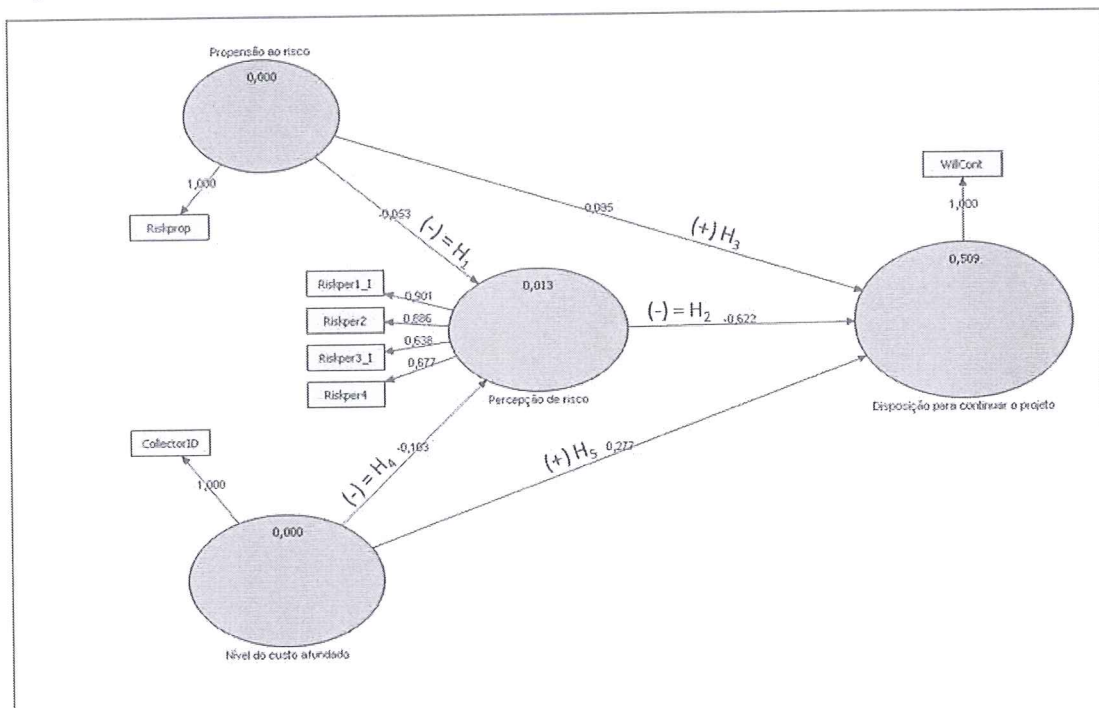 Propensão ao risco
0,000
1,000
Riskprop
-0,053
(-) = H1
0,095
(+) H3
WillCont
1,000
0,509
Disposição para continuar o projeto
Riskper1_I
0,901
Riskper2
0,886
Riskper3_I
0,638
Riskper4
0,677
0,013
Percepção de risco
(-) = H2
-0,622
CollectorID
1,000
(-) = H4
-0,103
(+) H5
0,277
0,000
Nível do custo afundado